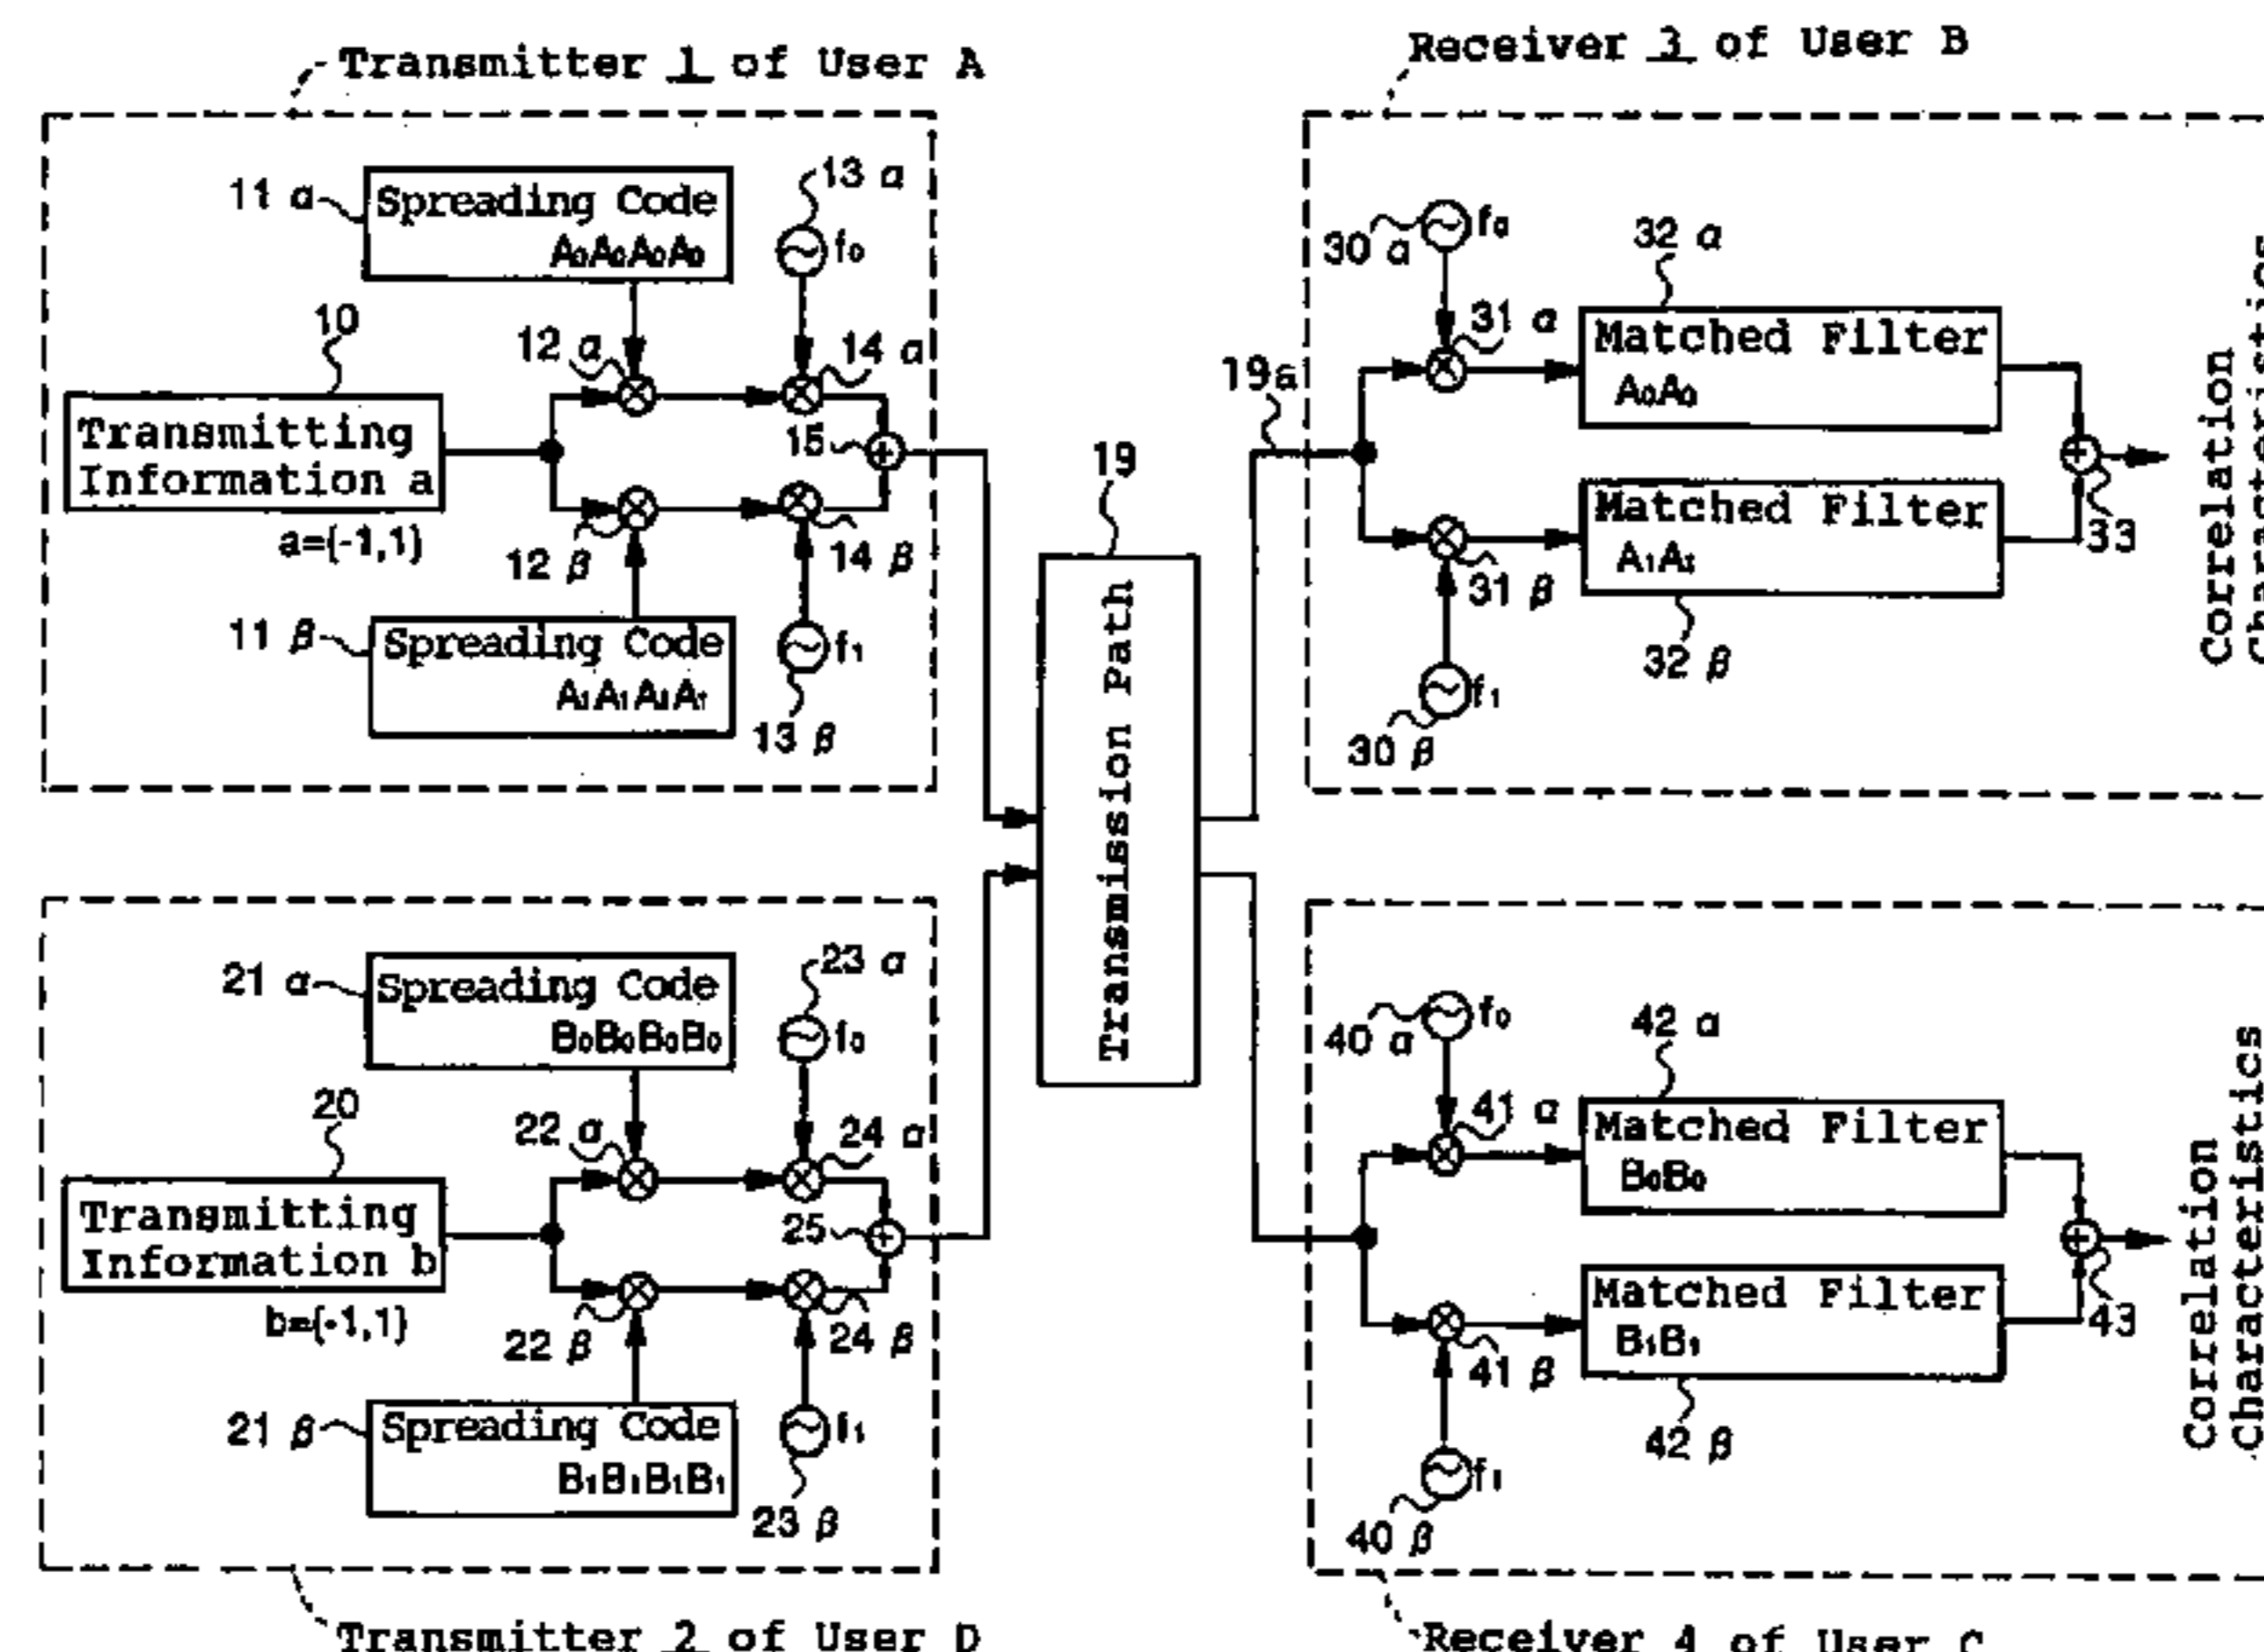 Transmitter 1 of User A
11 α
Spreading Code
A₀A₀A₀A₀
13 α
f₀
10
12 α
14 α
Transmitting
Information a
a={-1,1}
15
12 β
14 β
11 β
Spreading Code
A₁A₁A₁A₁
f₁
13 β
19
Transmission Path
19a
Receiver 3 of User B
30 α
f₀
32 α
31 α
Matched Filter
A₀A₀
Matched Filter
A₁A₁
31 β
33
32 β
f₁
30 β
Correlation
21 α
Spreading Code
B₀B₀B₀B₀
23 α
f₀
20
22 α
24 α
Transmitting
Information b
b={-1,1}
25
22 β
24 β
21 β
Spreading Code
B₁B₁B₁B₁
f₁
23 β
Transmitter 2 of User D
40 α
f₀
42 α
41 α
Matched Filter
B₀B₀
Matched Filter
B₁B₁
41 β
43
42 β
f₁
40 β
Correlation
Characteristics
Receiver 4 of User C